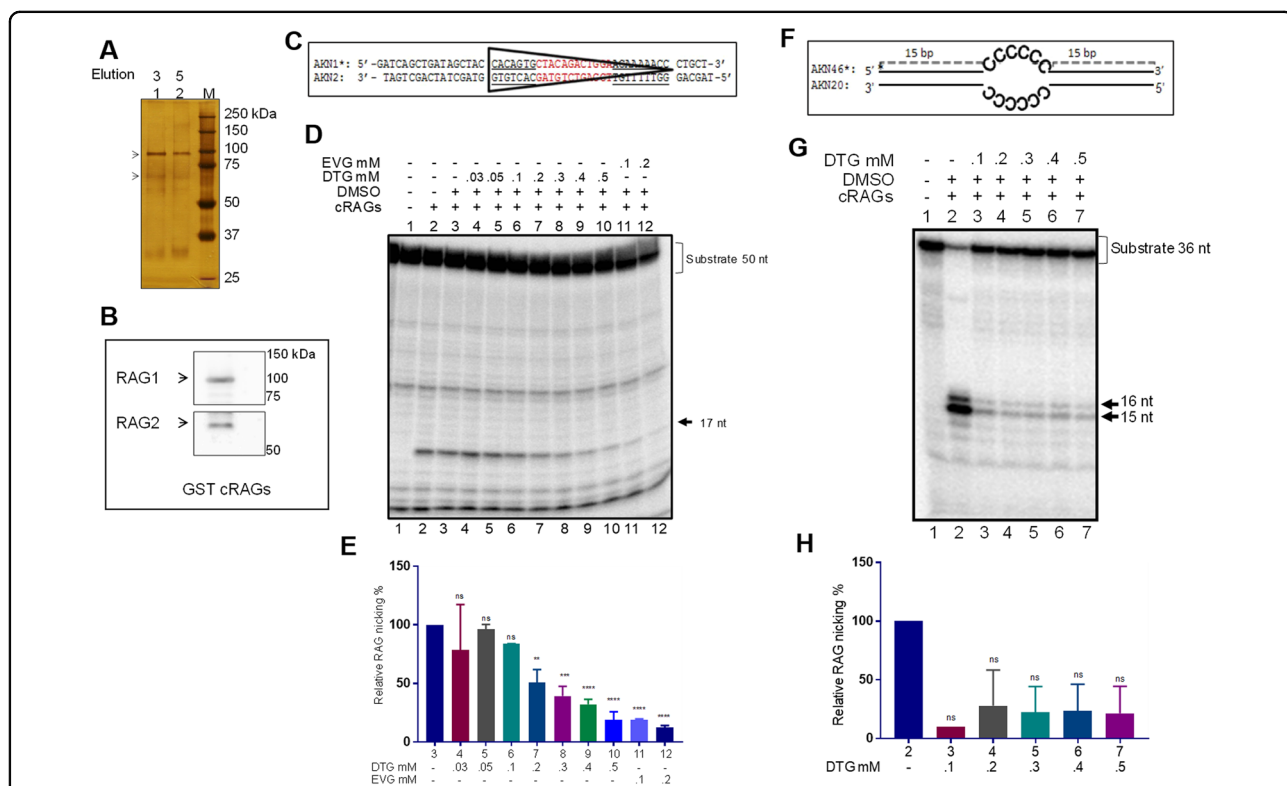 A
Elution
3 5
1 2 M
250 kDa
150
100
75
50
37
25
B
150 kDa
RAG1
100
75
RAG2
50
GST cRAGs
C
AKN1*: 5′-GATCAGCTGATAGCTAC CACAGTGCTACAGACTGGAACAAAAACC CTGCT-3′
AKN2: 3′-TAGTCGACTATCGATG GTGTCACGATGTCTGACCTTGTTTTTGG GACGAT-5′
D
EVG mM - - - - - - - - - - .1 .2
DTG mM - - - .03 .05 .1 .2 .3 .4 .5 - -
DMSO - - + + + + + + + + + +
cRAGs - + + + + + + + + + + +
1 2 3 4 5 6 7 8 9 10 11 12
Substrate 50 nt
17 nt
1 2 3 4 5 6 7 8 9 10 11 12
E
Relative RAG nicking %
150
100
50
0
ns
ns
ns
**
***
****
****
****
****
3 4 5 6 7 8 9 10 11 12
DTG mM - .03 .05 .1 .2 .3 .4 .5 - -
EVG mM - - - - - - - - .1 .2
F
15 bp CCCCCCC 15 bp
AKN46*: 5′ 3′
AKN20: 3′ 5′
CCCCCCC
G
DTG mM - - .1 .2 .3 .4 .5
DMSO - + + + + + +
cRAGs - + + + + + +
1 2 3 4 5 6 7
Substrate 36 nt
16 nt
15 nt
1 2 3 4 5 6 7
H
Relative RAG nicking %
150
100
50
0
ns
ns
ns
ns
ns
2 3 4 5 6 7
DTG mM - .1 .2 .3 .4 .5